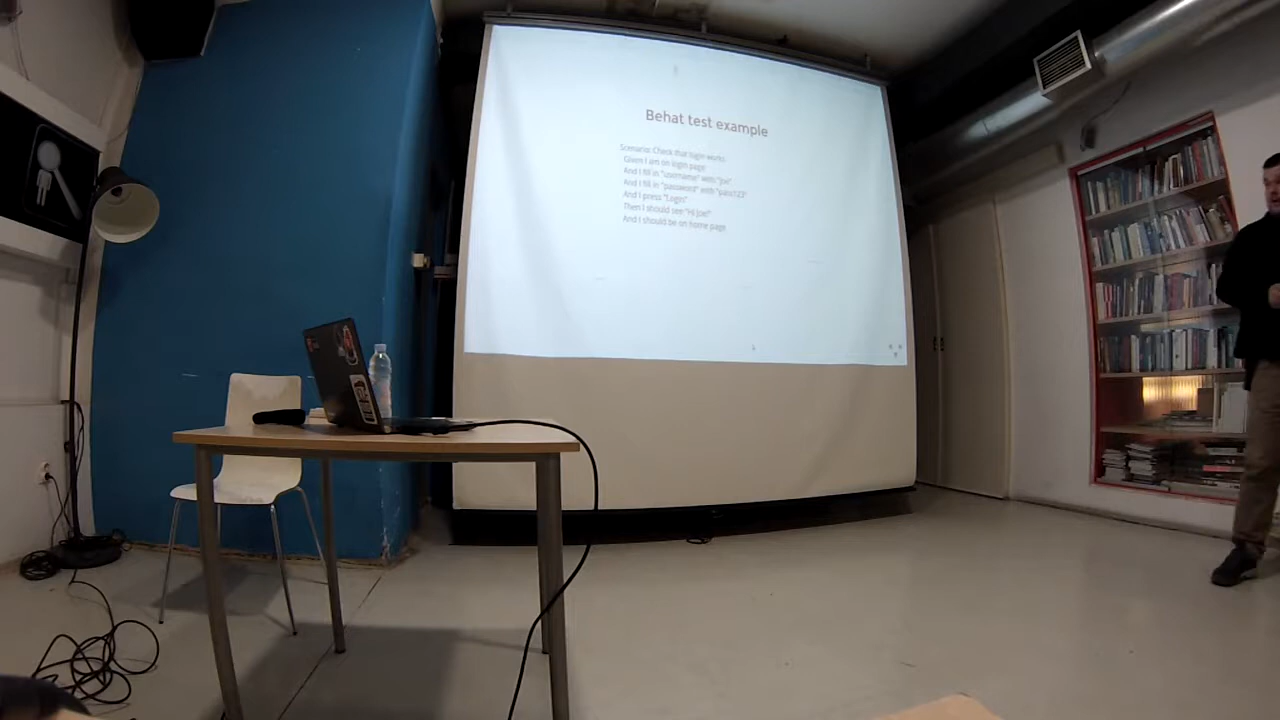 Behat test example
Scenario: Check that login works
Given I am on login page
And I fill in "username" with "joe"
And I fill in "password" with "pass123"
And I press "Login"
Then I should see "Hi Joe!"
And I should be on home page